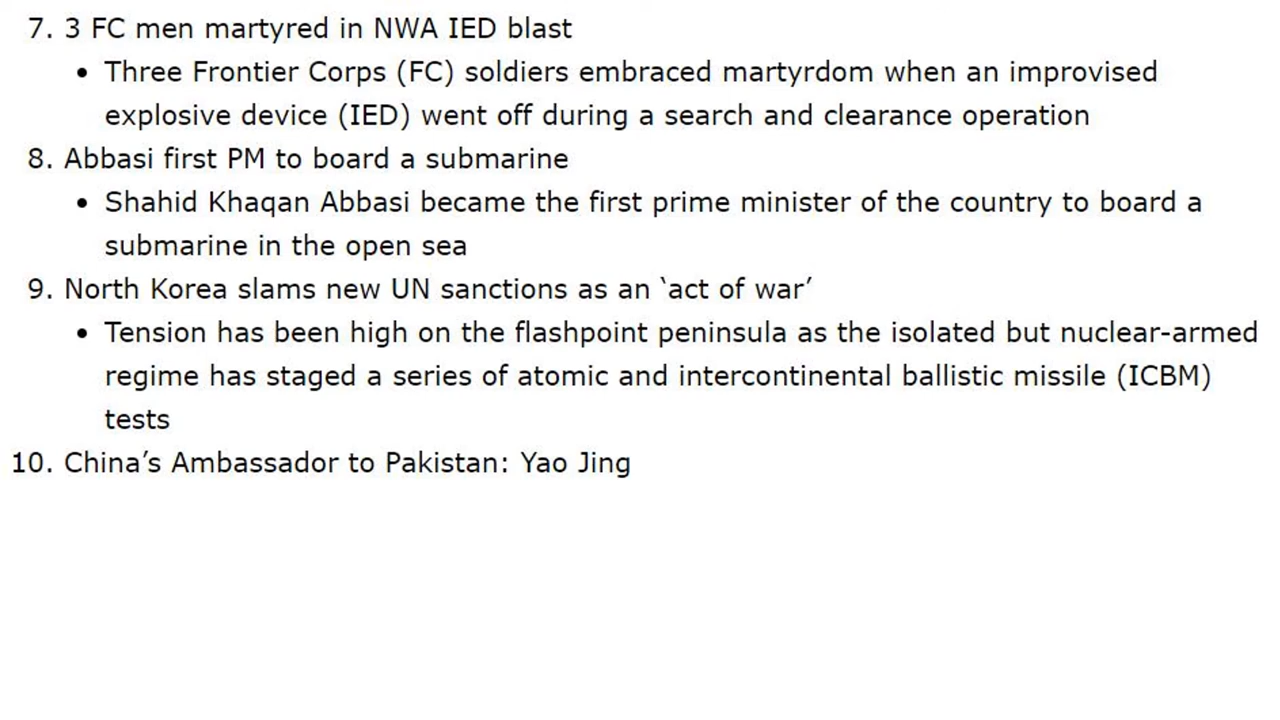 7. 3 FC men martyred in NWA IED blast
• Three Frontier Corps (FC) soldiers embraced martyrdom when an improvised
explosive device (IED) went off during a search and clearance operation
8. Abbasi first PM to board a submarine
• Shahid Khaqan Abbasi became the first prime minister of the country to board a
submarine in the open sea
9. North Korea slams new UN sanctions as an ‛act of war’
• Tension has been high on the flashpoint peninsula as the isolated but nuclear-armed
regime has staged a series of atomic and intercontinental ballistic missile (ICBM)
tests
10. China’s Ambassador to Pakistan: Yao Jing